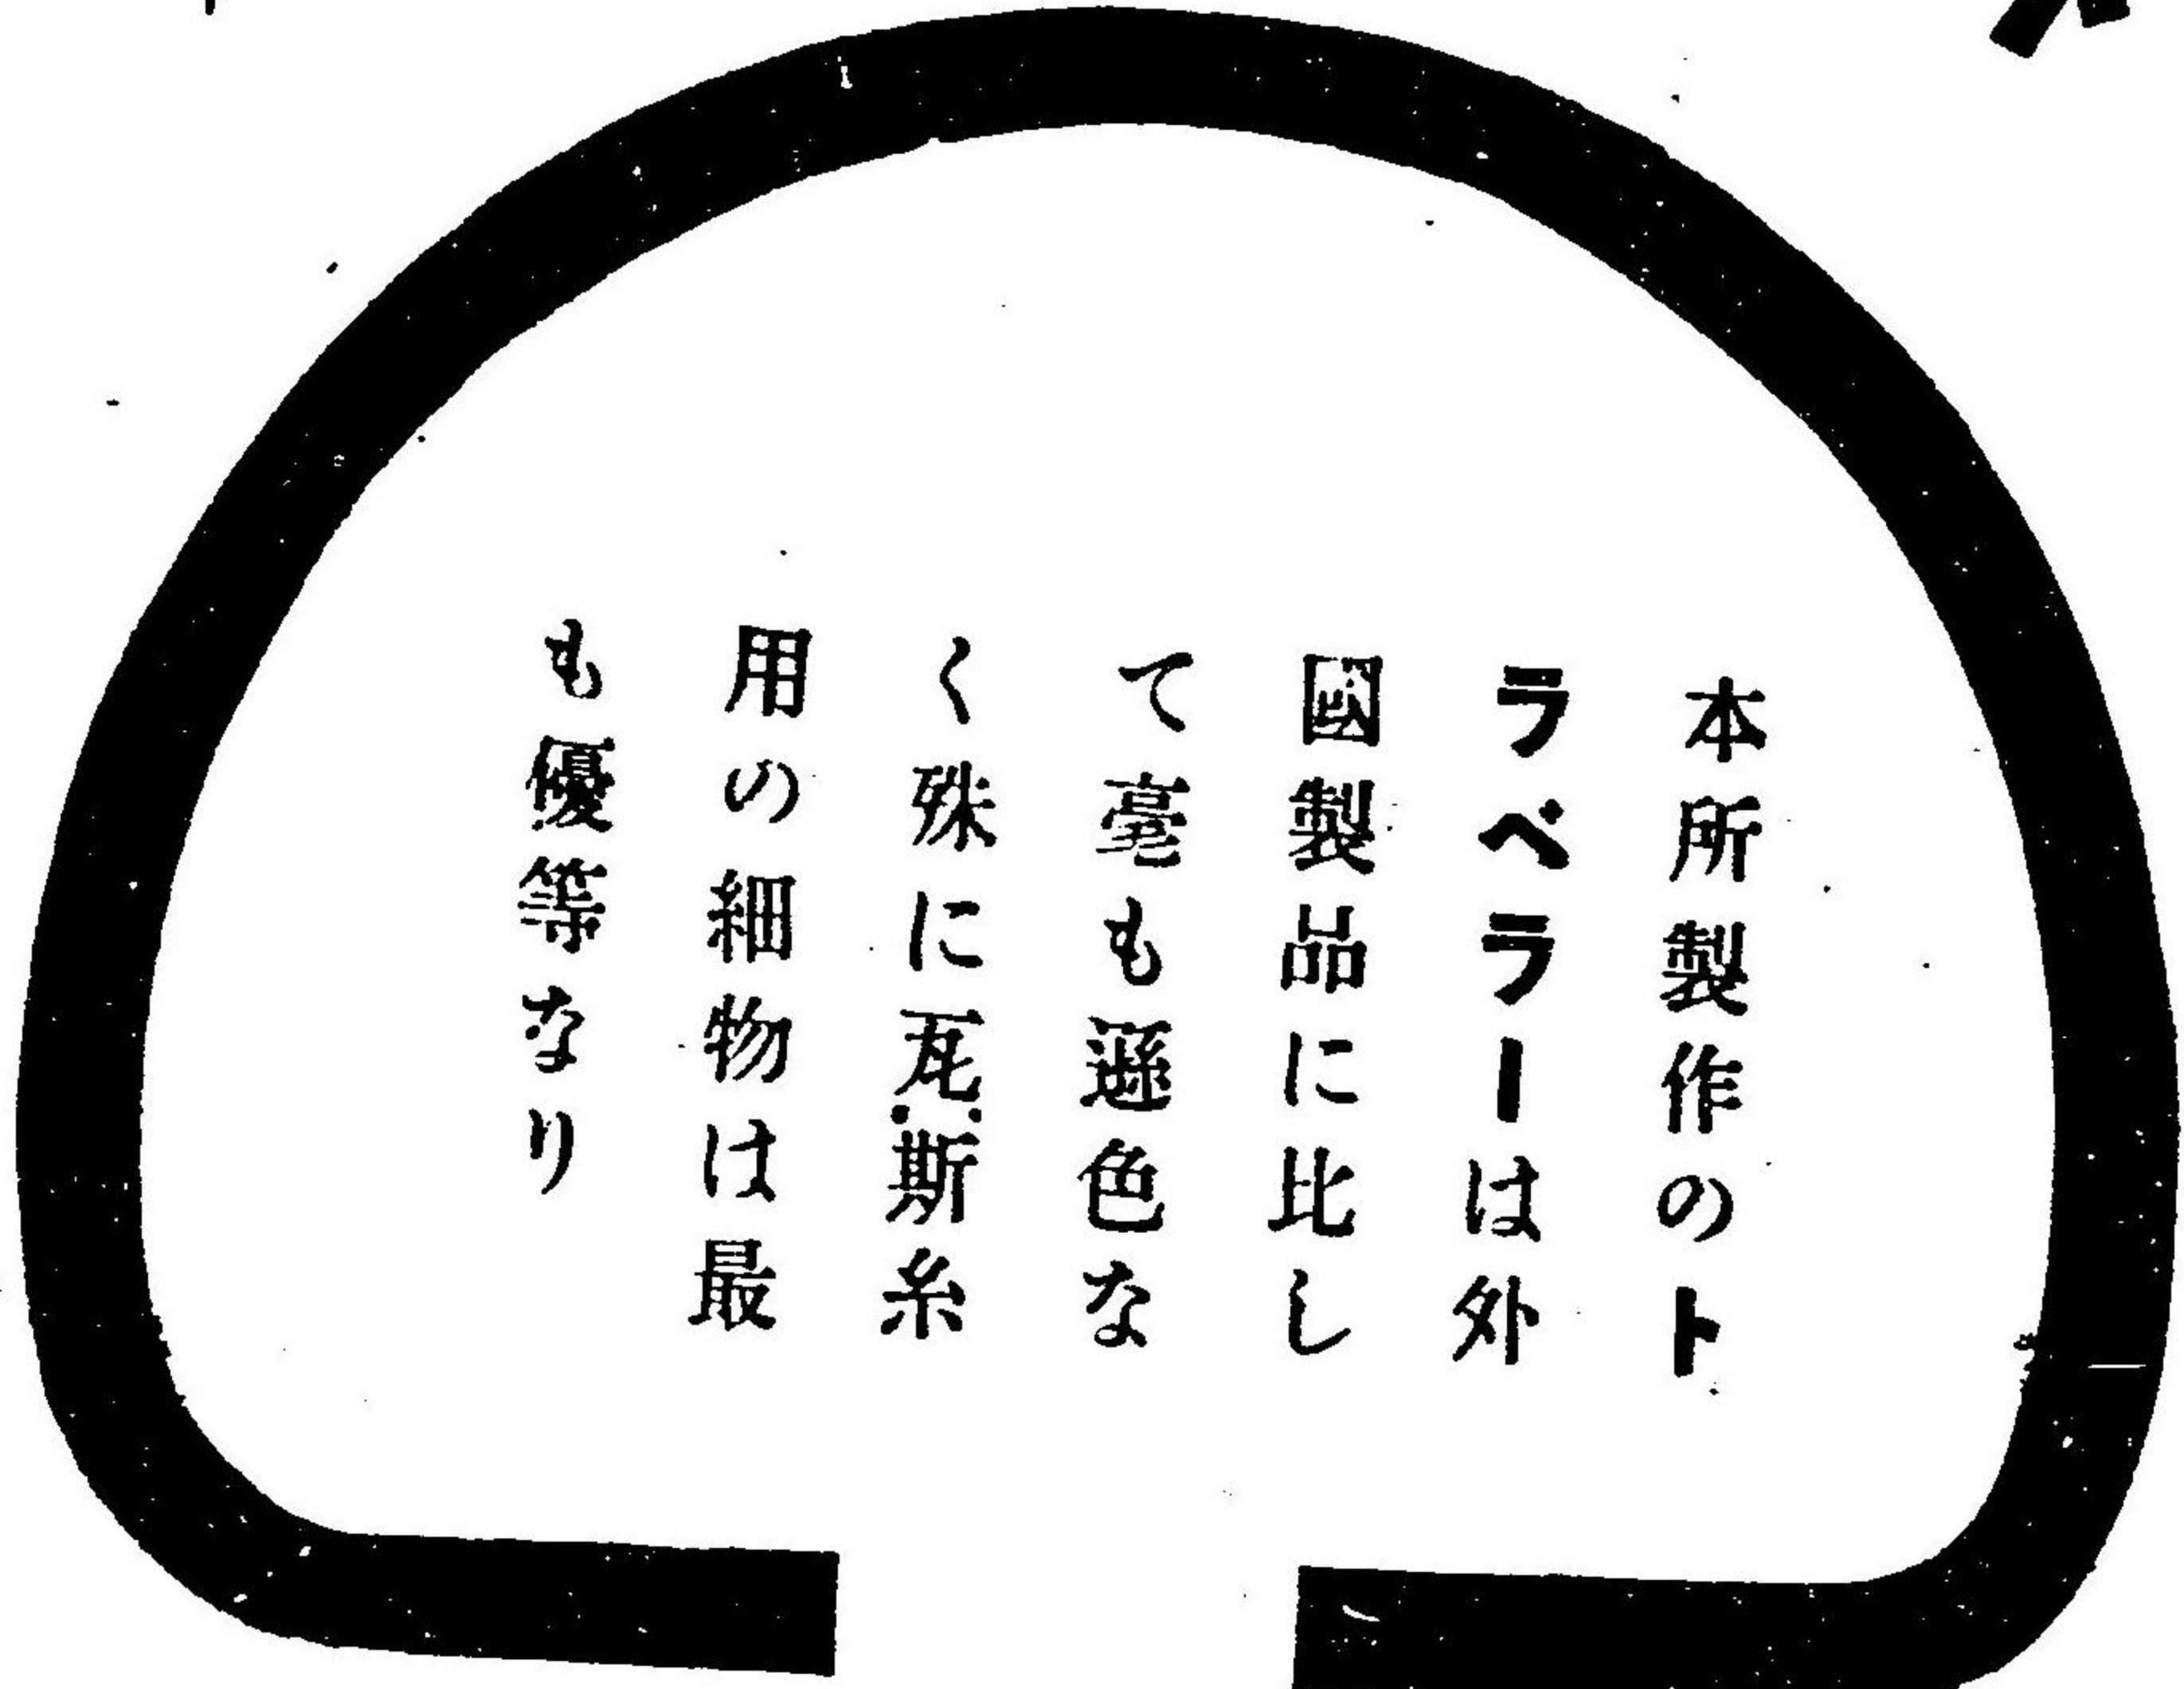 本所製作のト
ラベラーは外
國製品に比し
て毫も遜色な
く殊に瓦斯糸
用の細物は最
も優等なり